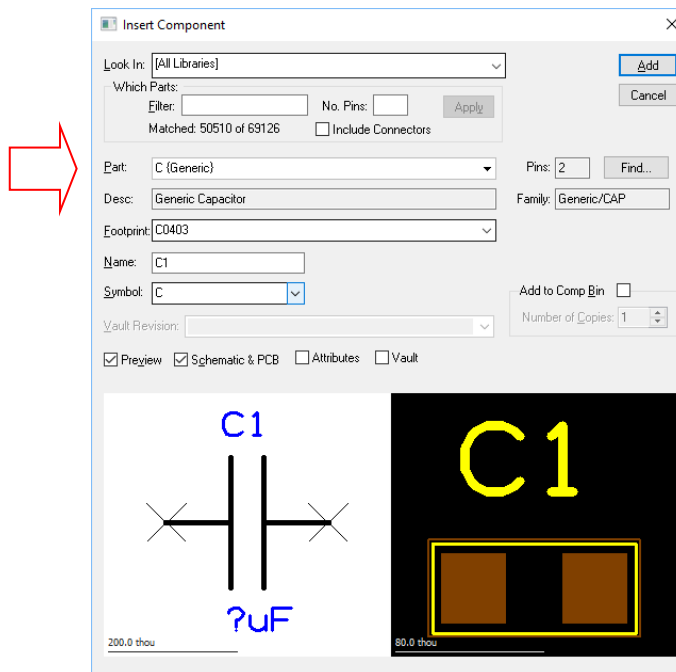 Insert Component
Look In: [All Libraries]
Add
Which Parts:
Cancel
Filter: No. Pins: Apply
Matched: 50510 of 69126 Include Connectors
Part: C {Generic} Pins: 2 Find...
Desc: Generic Capacitor Family: Generic/CAP
Footprint: C0403
Name: C1
Symbol: C Add to Comp Bin
Vault Revision: Number of Copies: 1
Preview Schematic & PCB Attributes Vault
C1 C1
?uF
200.0 thou 80.0 thou